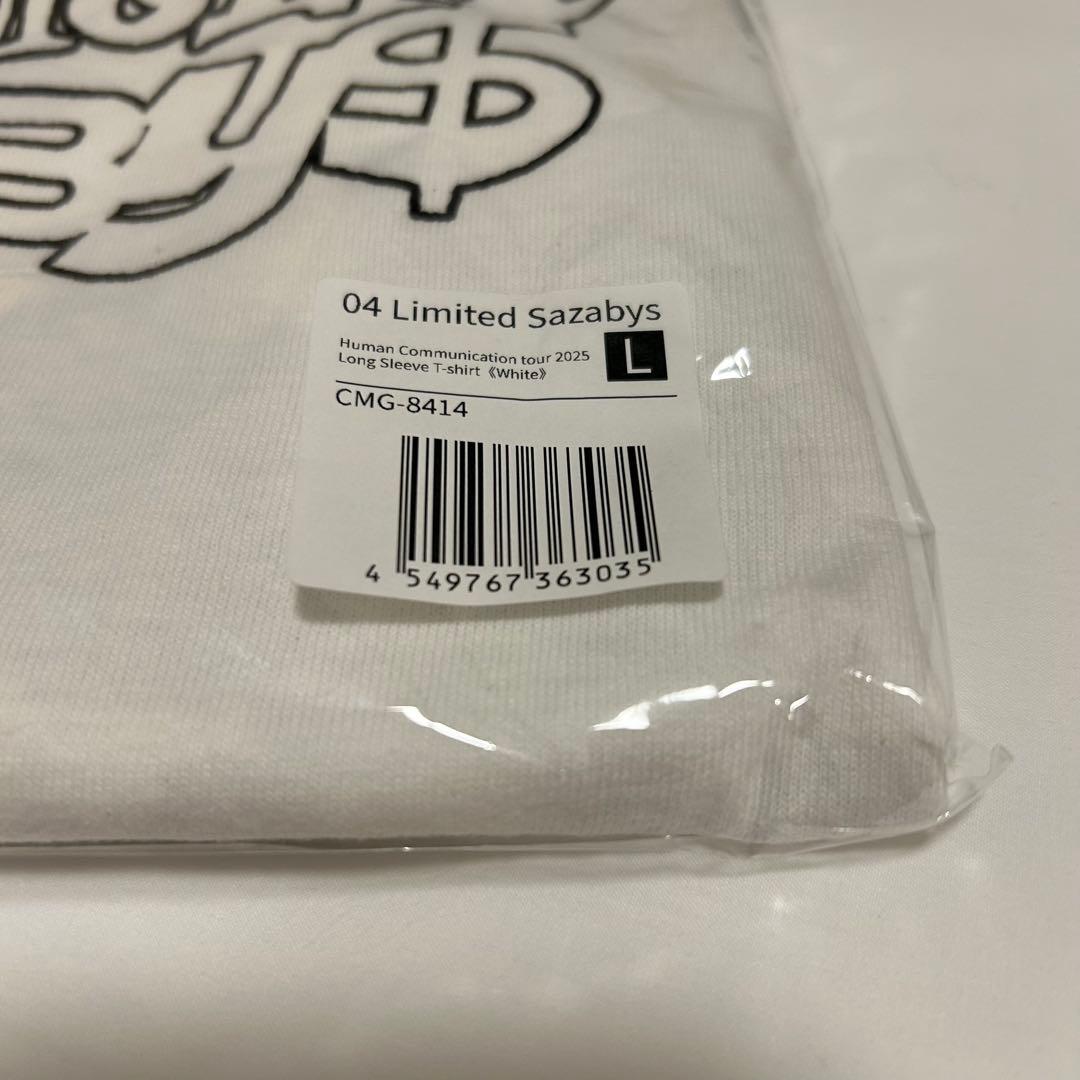 04 Limited Sazabys
Human Communication tour 2025
Long Sleeve T-shirt《White》
L
CMG-8414
4 549767 363035